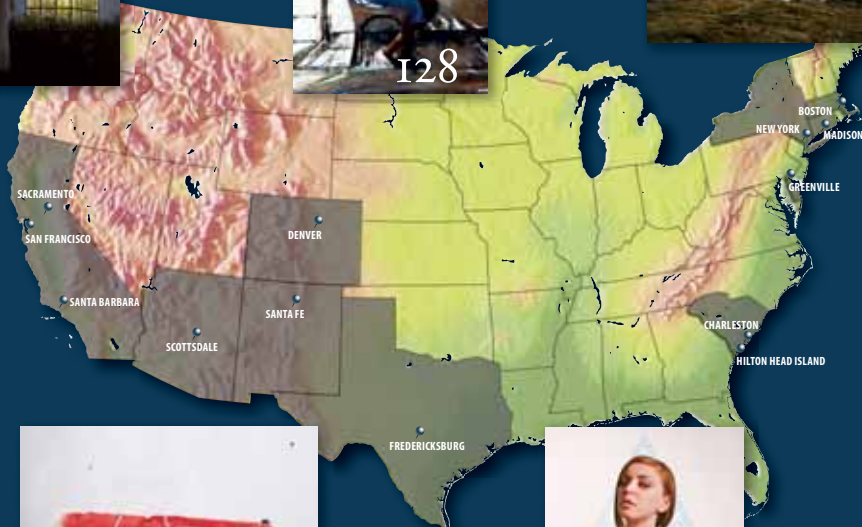 128
BOSTON
NEW YORK
MADISON
GREENVILLE
SACRAMENTO
SAN FRANCISCO
DENVER
SANTA BARBARA
SANTA FE
SCOTTSDALE
CHARLESTON
HILTON HEAD ISLAND
FREDERICKSBURG